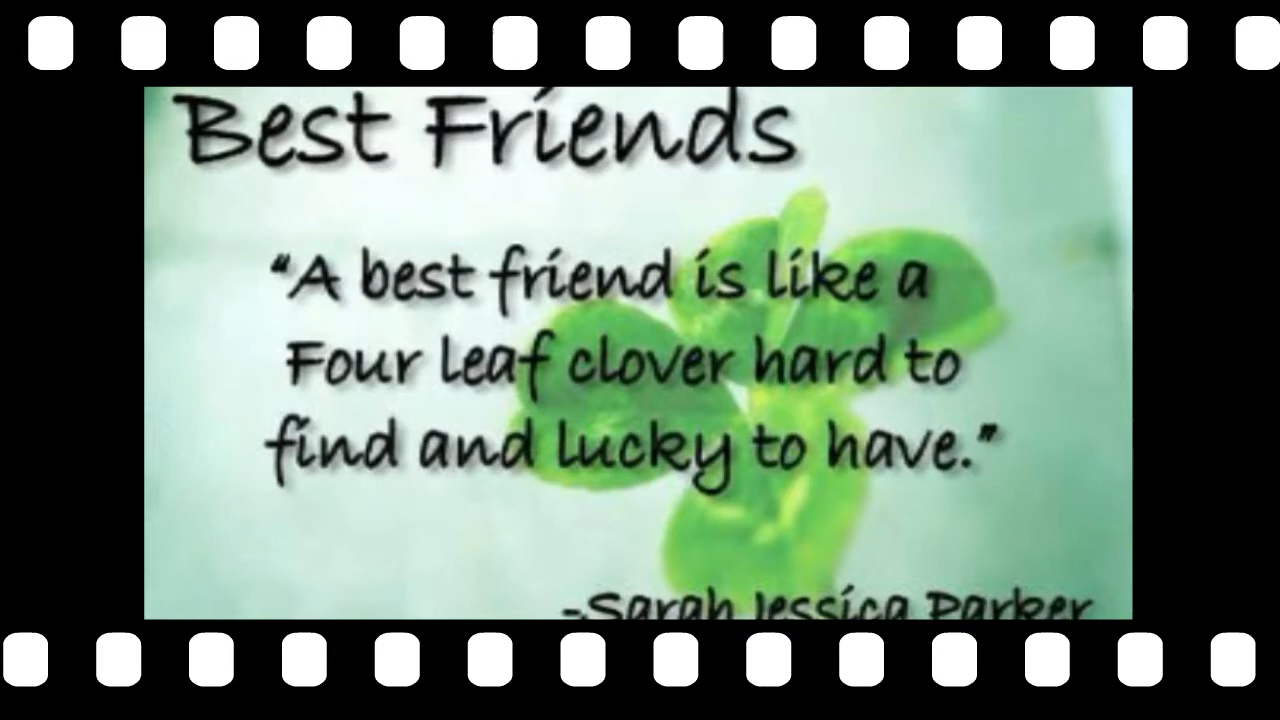 Best Friends
“A best friend is like a
Four leaf clover hard to
find and lucky to have.”
-Sarah Jessica Parker